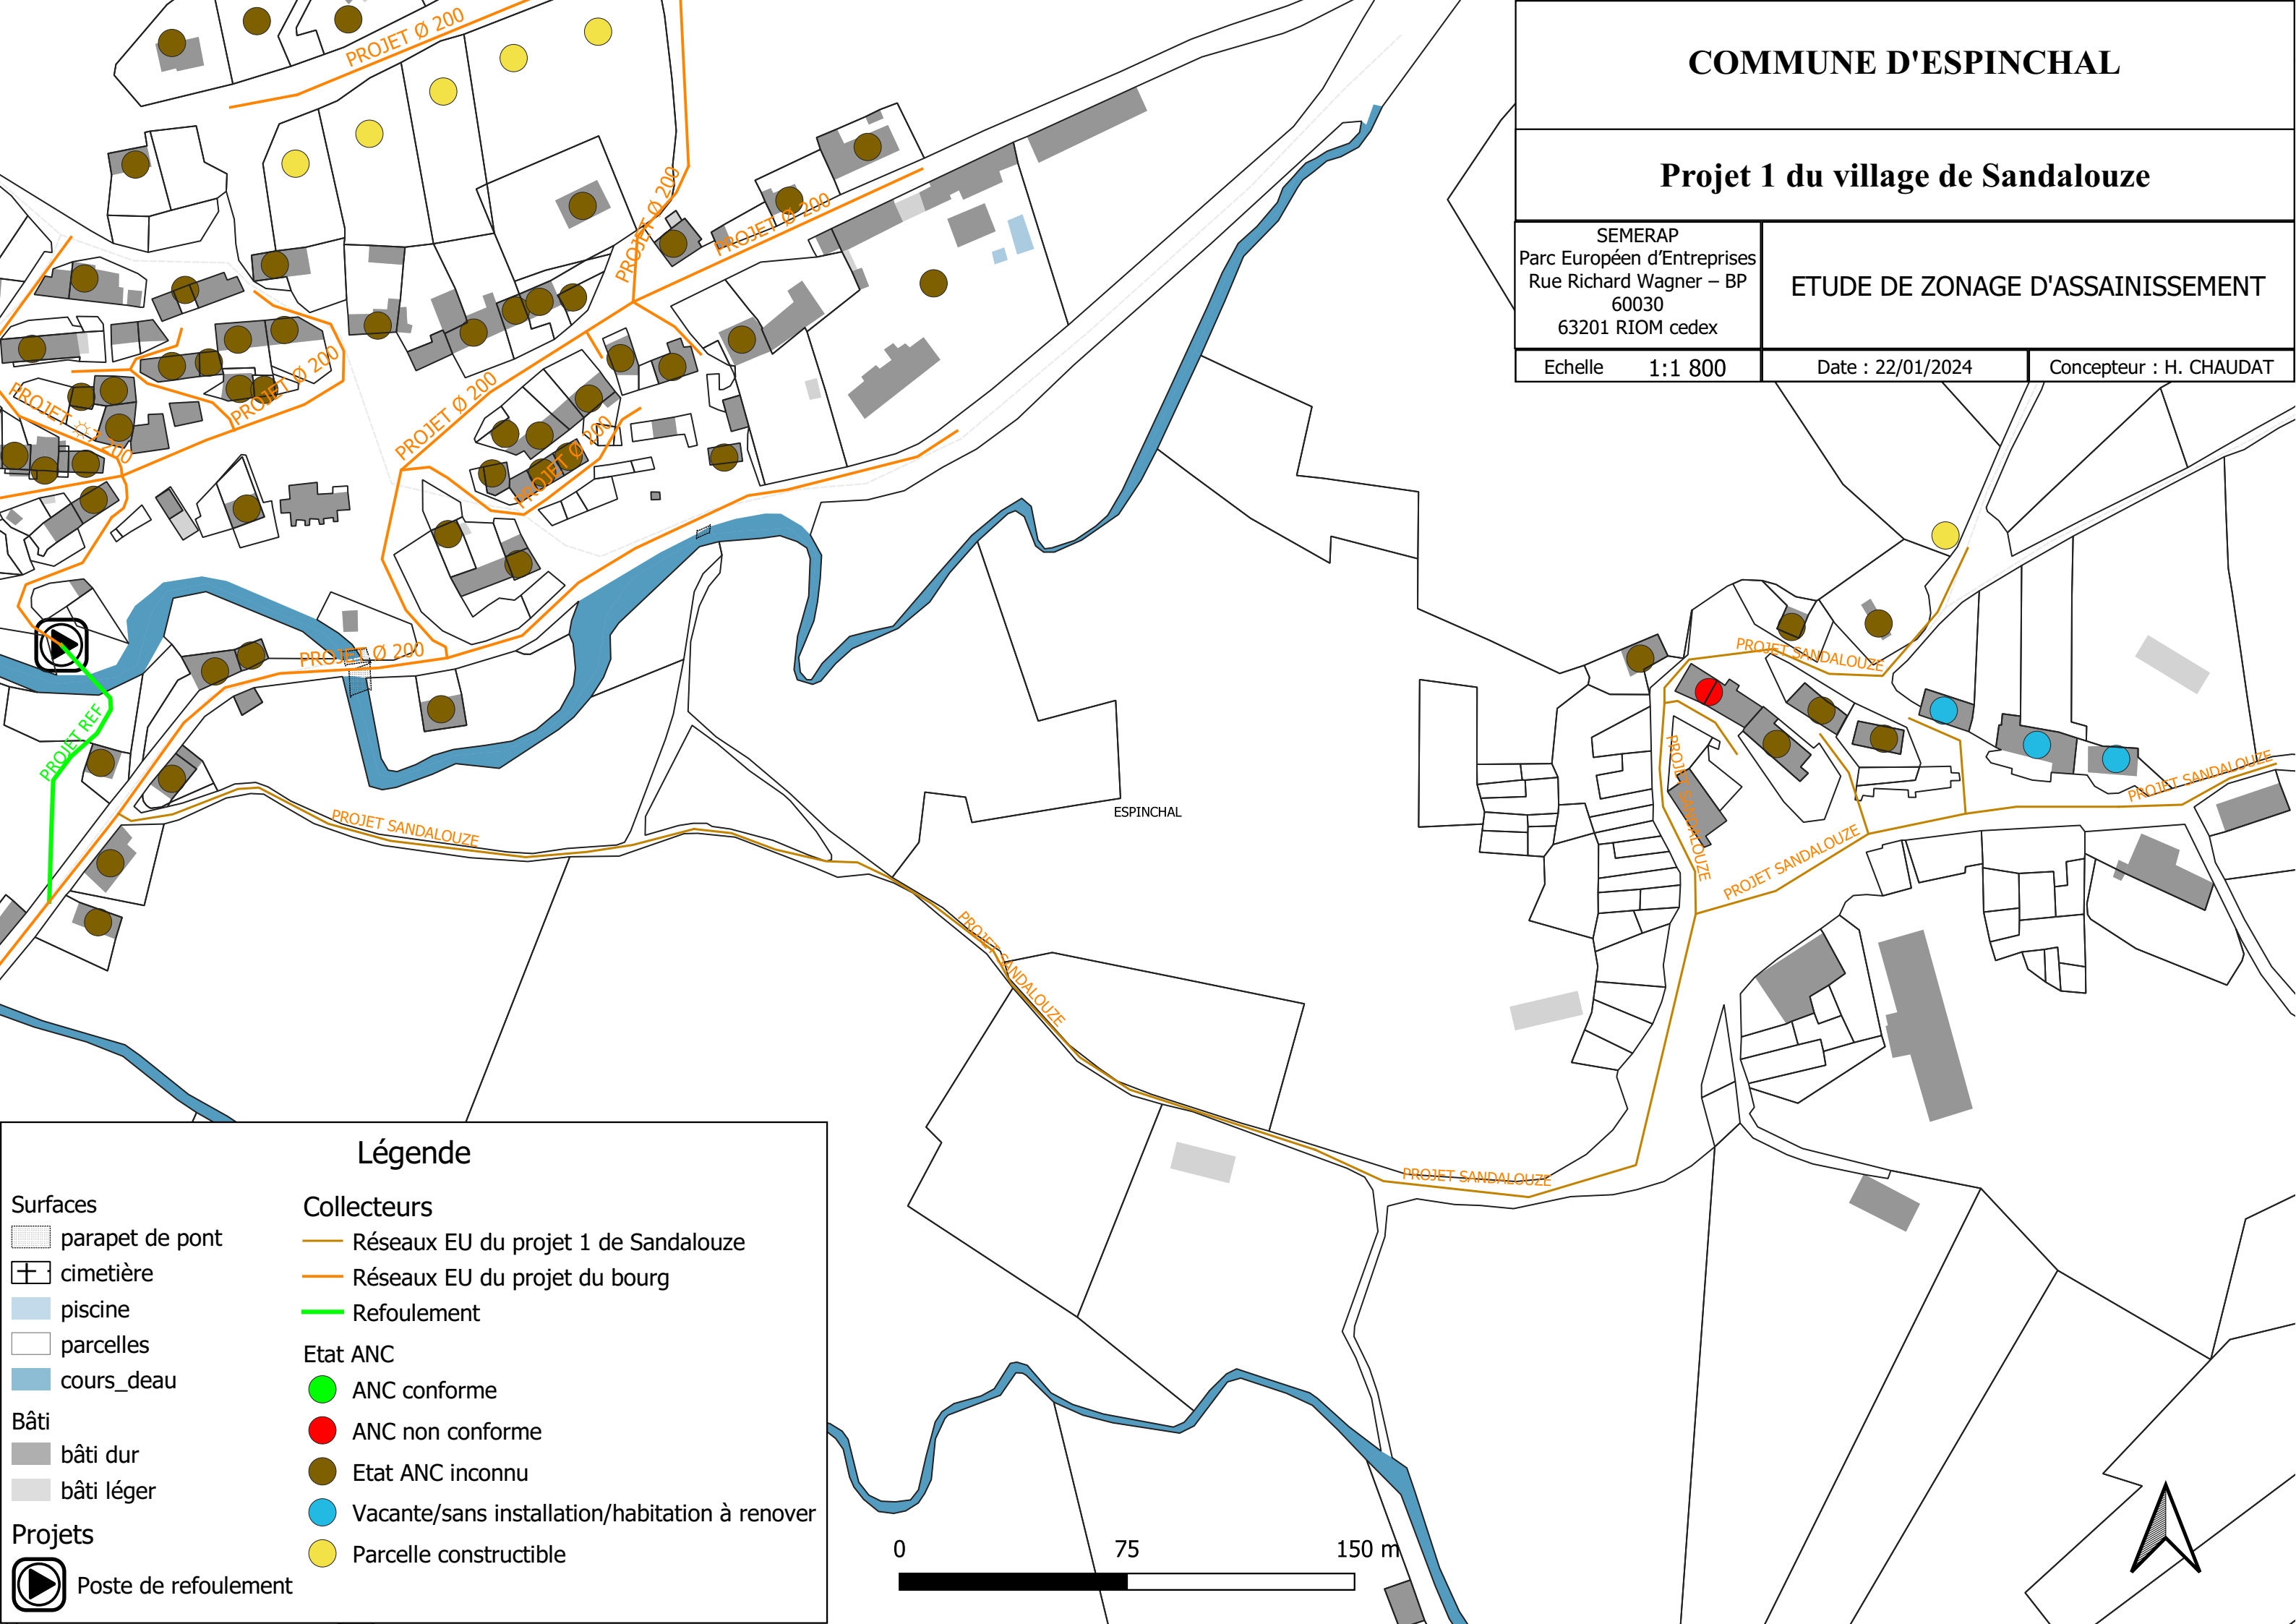 COMMUNE D'ESPINCHAL
Projet 1 du village de Sandalouze
SEMERAP
Parc Européen d'Entreprises
Rue Richard Wagner – BP
60030
63201 RIOM cedex
ETUDE DE ZONAGE D'ASSAINISSEMENT
Echelle 1:1 800
Date : 22/01/2024
Concepteur : H. CHAUDAT
PROJET Ø 200
PROJET Ø 200
PROJET Ø 200
PROJET Ø 200
PROJET ☼7 200
PROJET Ø 200
PROJET Ø 200
PROJET Ø 200
PROJET REF
PROJET SANDALOUZE
PROJET SANDALOUZE
PROJET SANDALOUZE
ESPINCHAL
PROJET SANDALOUZE
PROJET SANDALOUZE
PROJET SANDALOUZE
PROJET SANDALOUZE
PROJET SANDALOUZE
Légende
Surfaces
parapet de pont
cimetière
piscine
parcelles
cours_deau
Bâti
bâti dur
bâti léger
Projets
Poste de refoulement
Collecteurs
Réseaux EU du projet 1 de Sandalouze
Réseaux EU du projet du bourg
Refoulement
Etat ANC
ANC conforme
ANC non conforme
Etat ANC inconnu
Vacante/sans installation/habitation à renover
Parcelle constructible
0 75 150 m